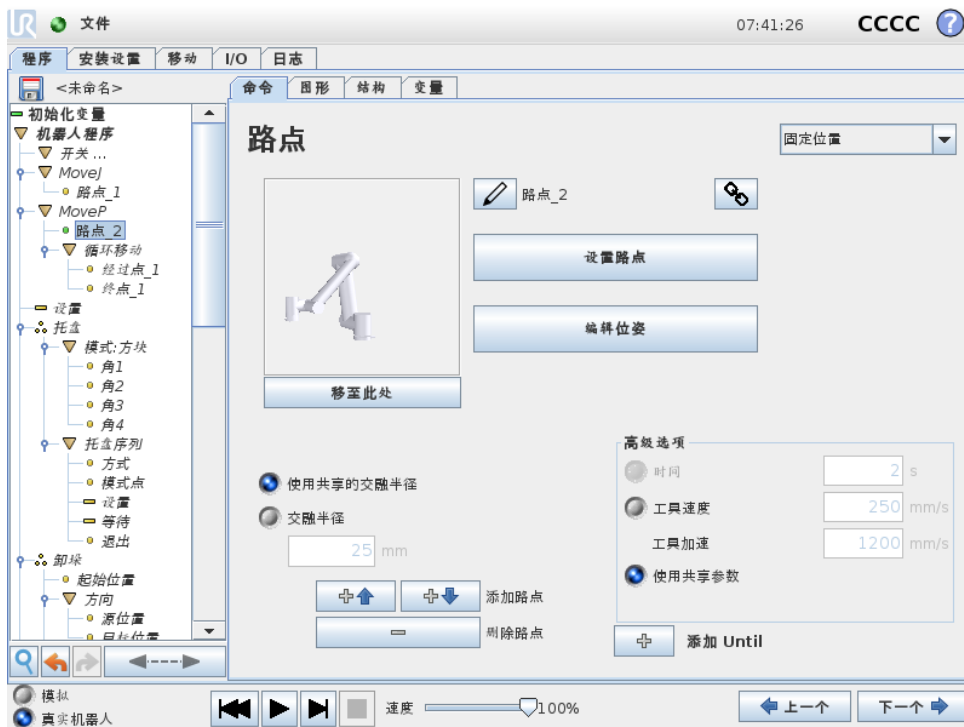 UR 文件 07:41:26 CCCC ?
程序 安装设置 移动 I/O 日志
<未命名>
命令 图形 结构 变量
初始化变量
机器人程序
开关 ...
MoveJ
路点_1
MoveP
路点_2
循环移动
经过点_1
终点_1
设置
托盘
模式:方块
角1
角2
角3
角4
托盘序列
方式
模式点
设置
等待
退出
卸垛
起始位置
方向
源位置
目标位置
路点
固定位置
路点_2
设置路点
编辑位姿
移至此处
使用共享的交融半径
交融半径
25 mm
添加路点
删除路点
高级选项
时间 2 s
工具速度 250 mm/s
工具加速 1200 mm/s
使用共享参数
添加 Until
模拟
真实机器人
速度 100%
上一个 下一个